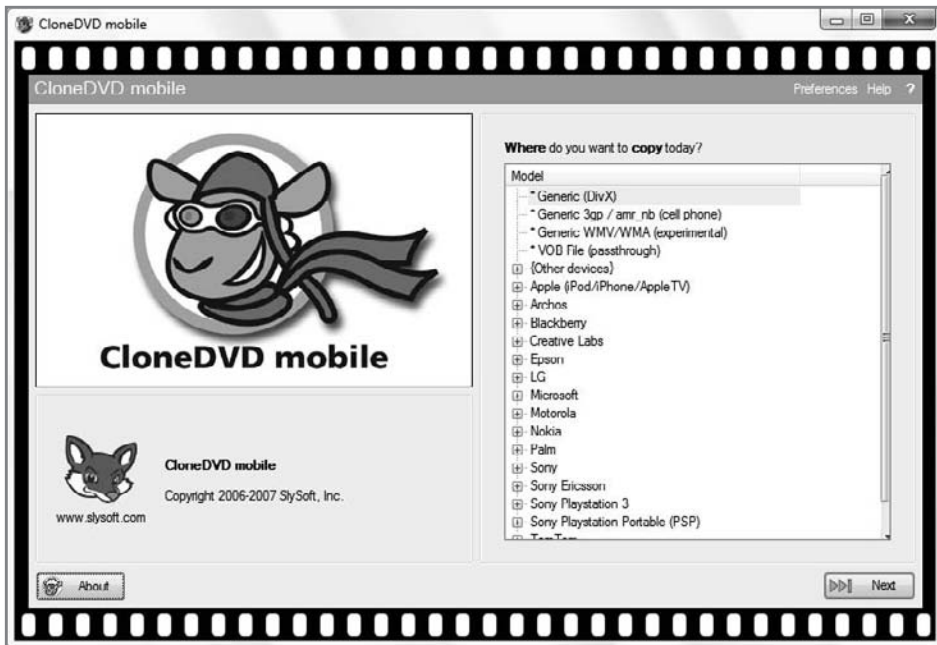 CloneDVD mobile
CloneDVD mobile
Preferences Help ?
CloneDVD mobile
Where do you want to copy today?
Model
* Generic (DivX)
* Generic 3gp / amr_nb (cell phone)
* Generic WMV/WMA (experimental)
* VOB File (passthrough)
{Other devices}
Apple (iPod/iPhone/AppleTV)
Archos
Blackberry
Creative Labs
Epson
LG
Microsoft
Motorola
Nokia
Palm
Sony
Sony Ericsson
Sony Playstation 3
Sony Playstation Portable (PSP)
TomTom
CloneDVD mobile
Copyright 2006-2007 SlySoft, Inc.
www.slysoft.com
About
Next